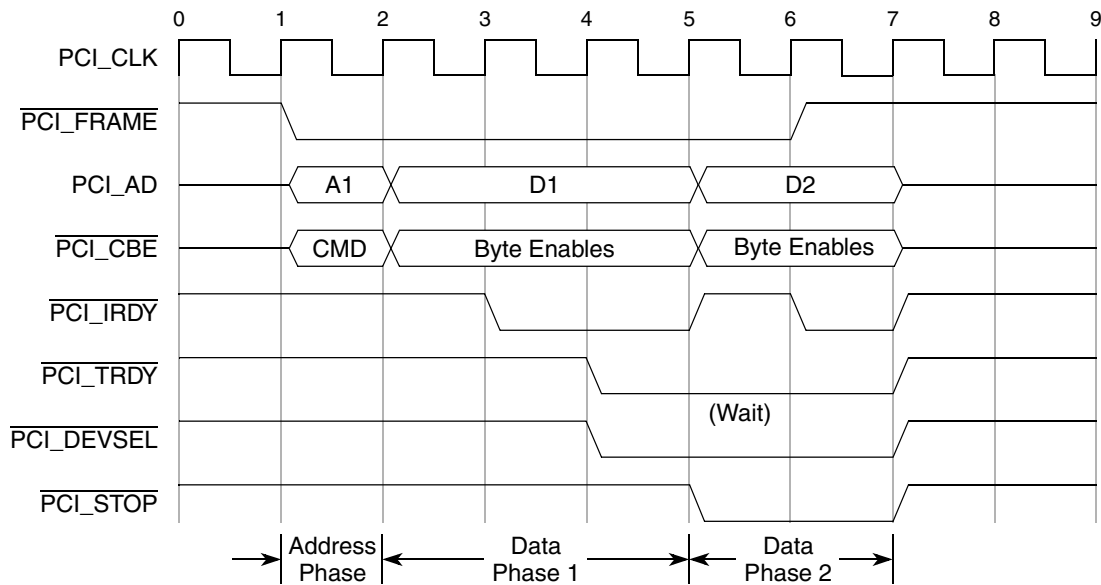 0 1 2 3 4 5 6 7 8 9
PCI_CLK
PCI_FRAME
PCI_AD A1 D1 D2
PCI_CBE CMD Byte Enables Byte Enables
PCI_IRDY
PCI_TRDY
(Wait)
PCI_DEVSEL
PCI_STOP
Address Data Data
Phase Phase 1 Phase 2